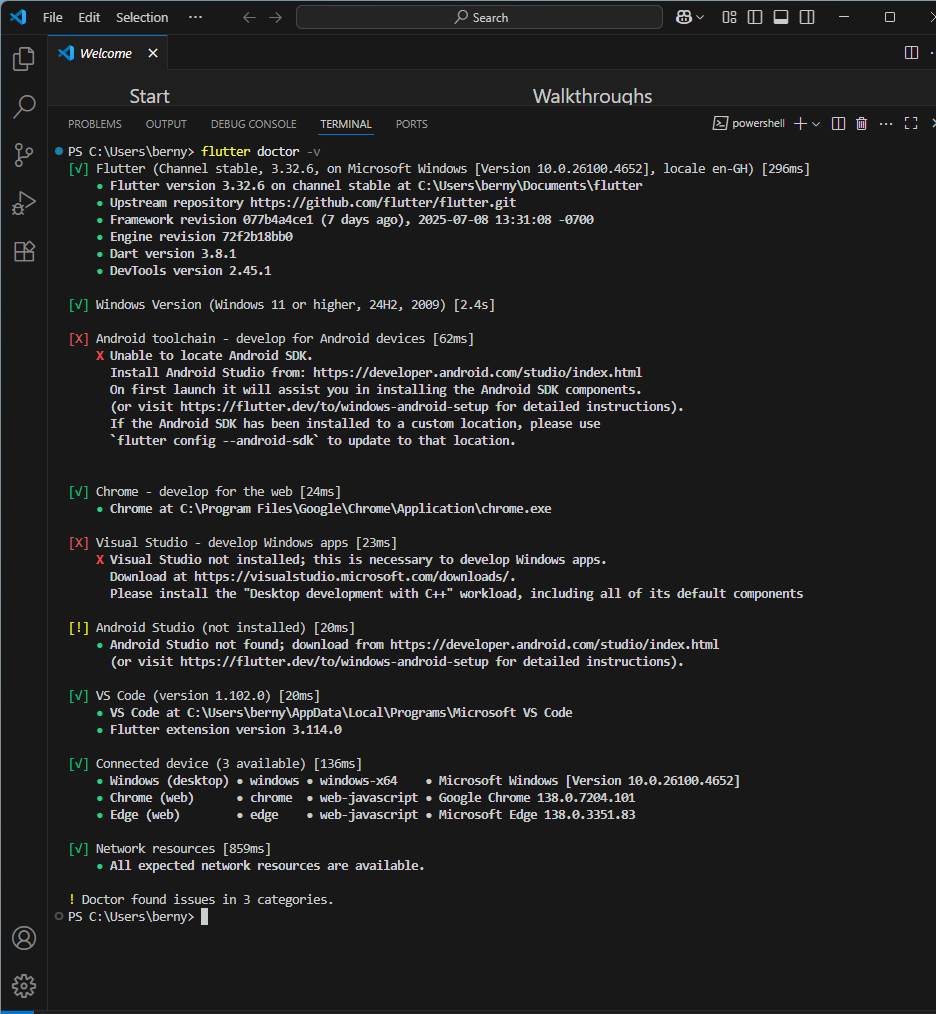 File Edit Selection ··· Search
Welcome
Start Walkthroughs
PROBLEMS OUTPUT DEBUG CONSOLE TERMINAL PORTS powershell
PS C:\Users\berny> flutter doctor -v
[√] Flutter (Channel stable, 3.32.6, on Microsoft Windows [Version 10.0.26100.4652], locale en-GH) [296ms]
• Flutter version 3.32.6 on channel stable at C:\Users\berny\Documents\flutter
• Upstream repository https://github.com/flutter/flutter.git
• Framework revision 077b4a4ce1 (7 days ago), 2025-07-08 13:31:08 -0700
• Engine revision 72f2b18bb0
• Dart version 3.8.1
• DevTools version 2.45.1
[√] Windows Version (Windows 11 or higher, 24H2, 2009) [2.4s]
[X] Android toolchain - develop for Android devices [62ms]
X Unable to locate Android SDK.
Install Android Studio from: https://developer.android.com/studio/index.html
On first launch it will assist you in installing the Android SDK components.
(or visit https://flutter.dev/to/windows-android-setup for detailed instructions).
If the Android SDK has been installed to a custom location, please use
`flutter config --android-sdk` to update to that location.
[√] Chrome - develop for the web [24ms]
• Chrome at C:\Program Files\Google\Chrome\Application\chrome.exe
[X] Visual Studio - develop Windows apps [23ms]
X Visual Studio not installed; this is necessary to develop Windows apps.
Download at https://visualstudio.microsoft.com/downloads/.
Please install the "Desktop development with C++" workload, including all of its default components
[!] Android Studio (not installed) [20ms]
• Android Studio not found; download from https://developer.android.com/studio/index.html
(or visit https://flutter.dev/to/windows-android-setup for detailed instructions).
[√] VS Code (version 1.102.0) [20ms]
• VS Code at C:\Users\berny\AppData\Local\Programs\Microsoft VS Code
• Flutter extension version 3.114.0
[√] Connected device (3 available) [136ms]
• Windows (desktop) • windows • windows-x64 • Microsoft Windows [Version 10.0.26100.4652]
• Chrome (web) • chrome • web-javascript • Google Chrome 138.0.7204.101
• Edge (web) • edge • web-javascript • Microsoft Edge 138.0.3351.83
[√] Network resources [859ms]
• All expected network resources are available.
! Doctor found issues in 3 categories.
PS C:\Users\berny>